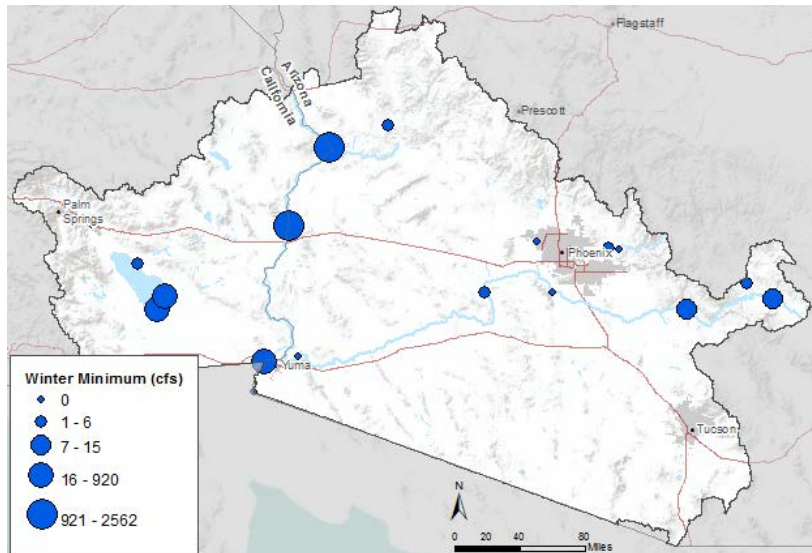 Flagstaff
Arizona
California
Prescott
Palm
Springs
Phoenix
Yuma
Tucson
Winter Minimum (cfs)
0
1 - 6
7 - 15
16 - 920
921 - 2562
N
0 20 40 80
Miles